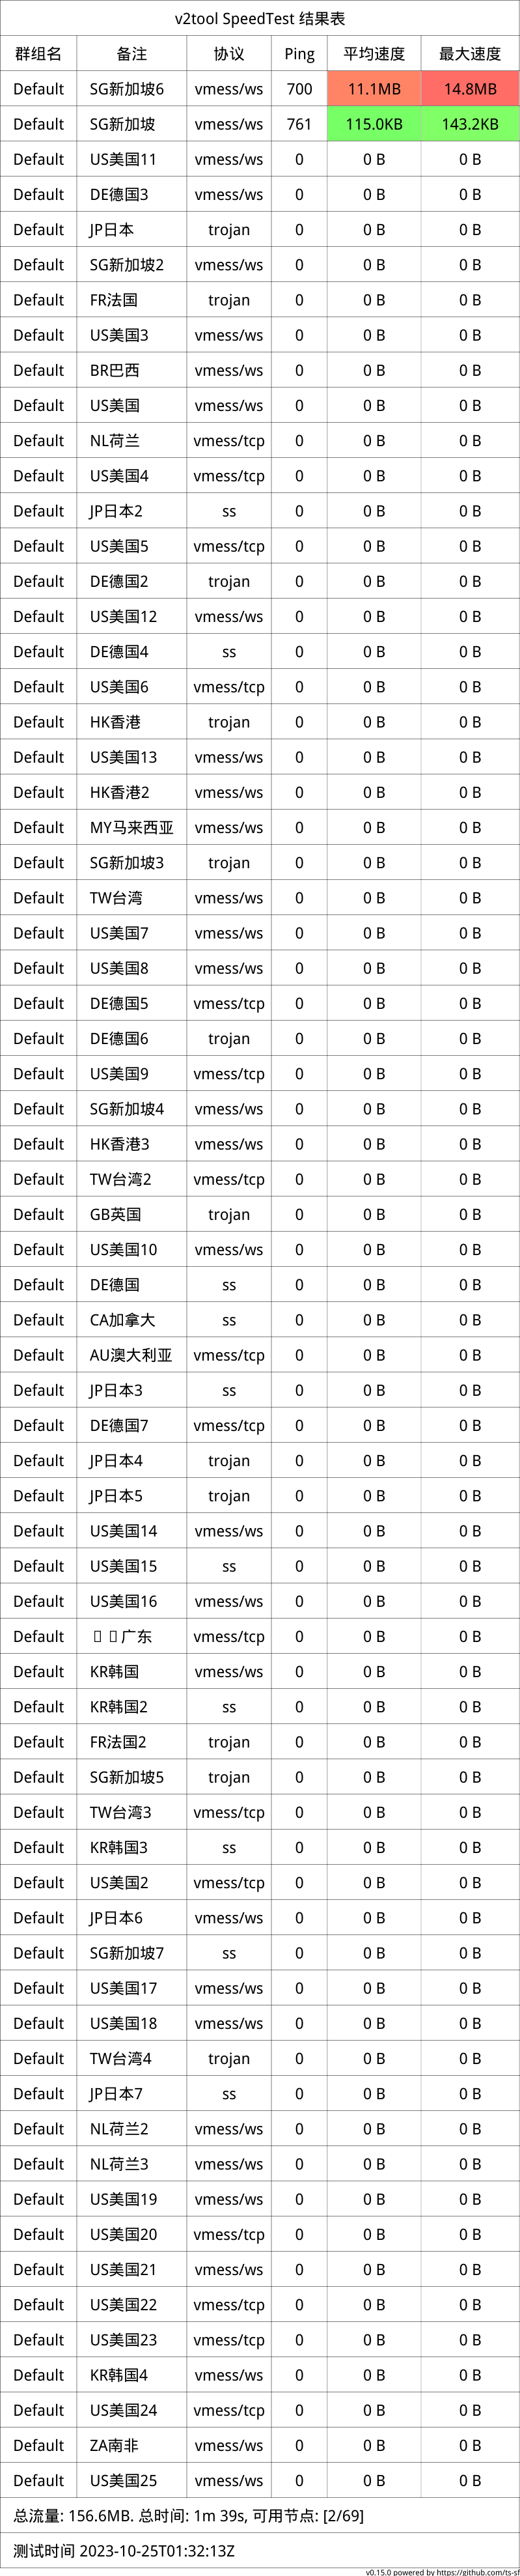 v2tool SpeedTest 结果表
群组名 备注 协议 Ping 平均速度 最大速度
Default SG新加坡6 vmess/ws 700 11.1MB 14.8MB
Default SG新加坡 vmess/ws 761 115.0KB 143.2KB
Default US美国11 vmess/ws 0 0 B 0 B
Default DE德国3 vmess/ws 0 0 B 0 B
Default JP日本 trojan 0 0 B 0 B
Default SG新加坡2 vmess/ws 0 0 B 0 B
Default FR法国 trojan 0 0 B 0 B
Default US美国3 vmess/ws 0 0 B 0 B
Default BR巴西 vmess/ws 0 0 B 0 B
Default US美国 vmess/ws 0 0 B 0 B
Default NL荷兰 vmess/tcp 0 0 B 0 B
Default US美国4 vmess/tcp 0 0 B 0 B
Default JP日本2 ss 0 0 B 0 B
Default US美国5 vmess/tcp 0 0 B 0 B
Default DE德国2 trojan 0 0 B 0 B
Default US美国12 vmess/ws 0 0 B 0 B
Default DE德国4 ss 0 0 B 0 B
Default US美国6 vmess/tcp 0 0 B 0 B
Default HK香港 trojan 0 0 B 0 B
Default US美国13 vmess/ws 0 0 B 0 B
Default HK香港2 vmess/ws 0 0 B 0 B
Default MY马来西亚 vmess/ws 0 0 B 0 B
Default SG新加坡3 trojan 0 0 B 0 B
Default TW台湾 vmess/ws 0 0 B 0 B
Default US美国7 vmess/ws 0 0 B 0 B
Default US美国8 vmess/ws 0 0 B 0 B
Default DE德国5 vmess/tcp 0 0 B 0 B
Default DE德国6 trojan 0 0 B 0 B
Default US美国9 vmess/tcp 0 0 B 0 B
Default SG新加坡4 vmess/ws 0 0 B 0 B
Default HK香港3 vmess/ws 0 0 B 0 B
Default TW台湾2 vmess/tcp 0 0 B 0 B
Default GB英国 trojan 0 0 B 0 B
Default US美国10 vmess/ws 0 0 B 0 B
Default DE德国 ss 0 0 B 0 B
Default CA加拿大 ss 0 0 B 0 B
Default AU澳大利亚 vmess/tcp 0 0 B 0 B
Default JP日本3 ss 0 0 B 0 B
Default DE德国7 vmess/tcp 0 0 B 0 B
Default JP日本4 trojan 0 0 B 0 B
Default JP日本5 trojan 0 0 B 0 B
Default US美国14 vmess/ws 0 0 B 0 B
Default US美国15 ss 0 0 B 0 B
Default US美国16 vmess/ws 0 0 B 0 B
Default 广东 vmess/tcp 0 0 B 0 B
Default KR韩国 vmess/ws 0 0 B 0 B
Default KR韩国2 ss 0 0 B 0 B
Default FR法国2 trojan 0 0 B 0 B
Default SG新加坡5 trojan 0 0 B 0 B
Default TW台湾3 vmess/tcp 0 0 B 0 B
Default KR韩国3 ss 0 0 B 0 B
Default US美国2 vmess/tcp 0 0 B 0 B
Default JP日本6 vmess/ws 0 0 B 0 B
Default SG新加坡7 ss 0 0 B 0 B
Default US美国17 vmess/ws 0 0 B 0 B
Default US美国18 vmess/ws 0 0 B 0 B
Default TW台湾4 trojan 0 0 B 0 B
Default JP日本7 ss 0 0 B 0 B
Default NL荷兰2 vmess/ws 0 0 B 0 B
Default NL荷兰3 vmess/ws 0 0 B 0 B
Default US美国19 vmess/ws 0 0 B 0 B
Default US美国20 vmess/tcp 0 0 B 0 B
Default US美国21 vmess/ws 0 0 B 0 B
Default US美国22 vmess/tcp 0 0 B 0 B
Default US美国23 vmess/tcp 0 0 B 0 B
Default KR韩国4 vmess/ws 0 0 B 0 B
Default US美国24 vmess/tcp 0 0 B 0 B
Default ZA南非 vmess/ws 0 0 B 0 B
Default US美国25 vmess/ws 0 0 B 0 B
总流量: 156.6MB. 总时间: 1m 39s, 可用节点: [2/69]
测试时间 2023-10-25T01:32:13Z
v0.15.0 powered by https://github.com/ts-sf